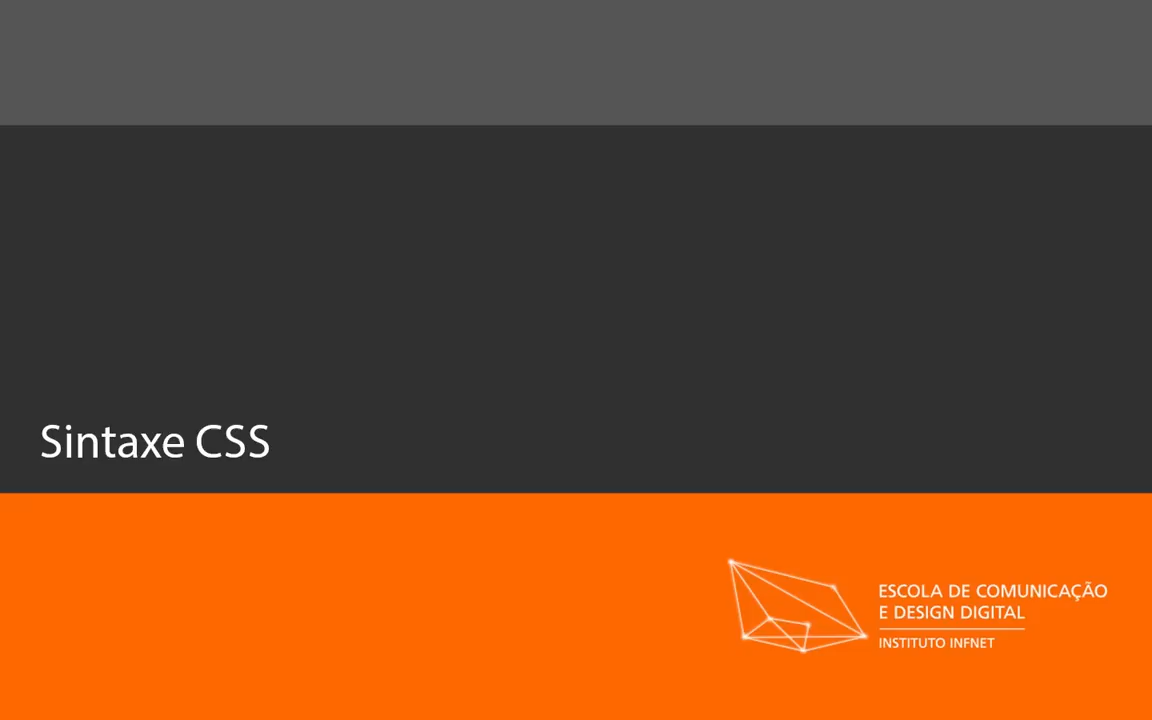 Sintaxe CSS
ESCOLA DE COMUNICAÇÃO
E DESIGN DIGITAL
INSTITUTO INFNET